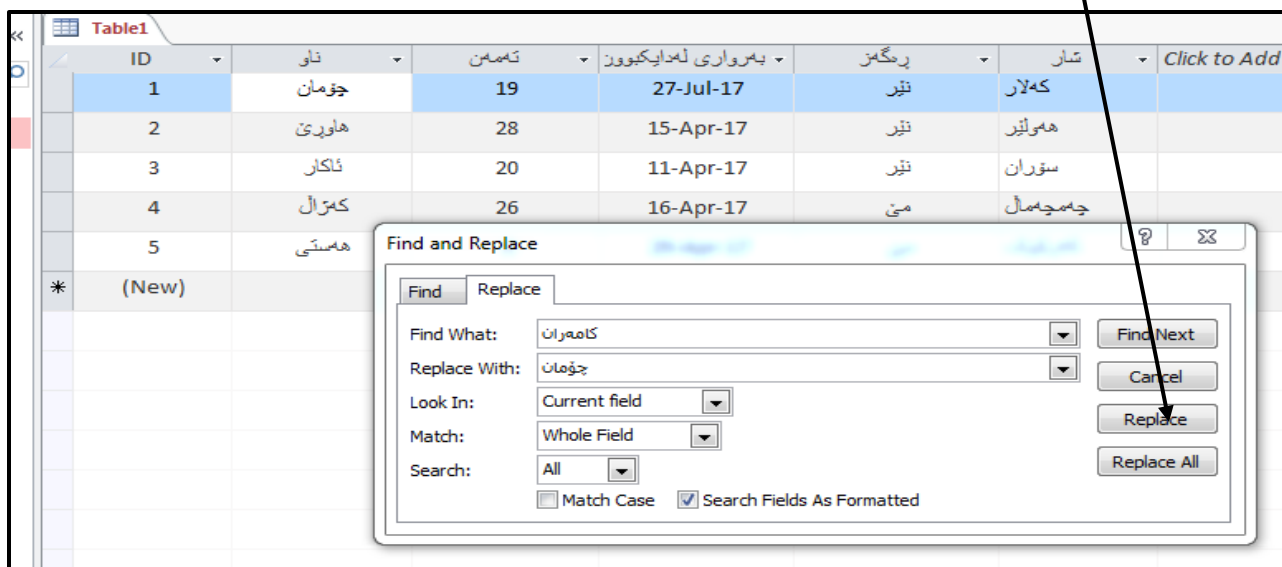 Table1
ID ناو تەمەن بەرواری لەدایکبوون ڕەگەز شار Click to Add
1 چۆمان 19 27-Jul-17 نێر کەلار
2 هاوڕێ 28 15-Apr-17 نێر هەولێر
3 ئاکار 20 11-Apr-17 نێر سۆران
4 کەژاڵ 26 16-Apr-17 مێ چەمچەماڵ
5 هەستی
(New)
Find and Replace
Find Replace
Find What: کامەران Find Next
Replace With: چۆمان Cancel
Look In: Current field Replace
Match: Whole Field
Search: All Replace All
Match Case Search Fields As Formatted